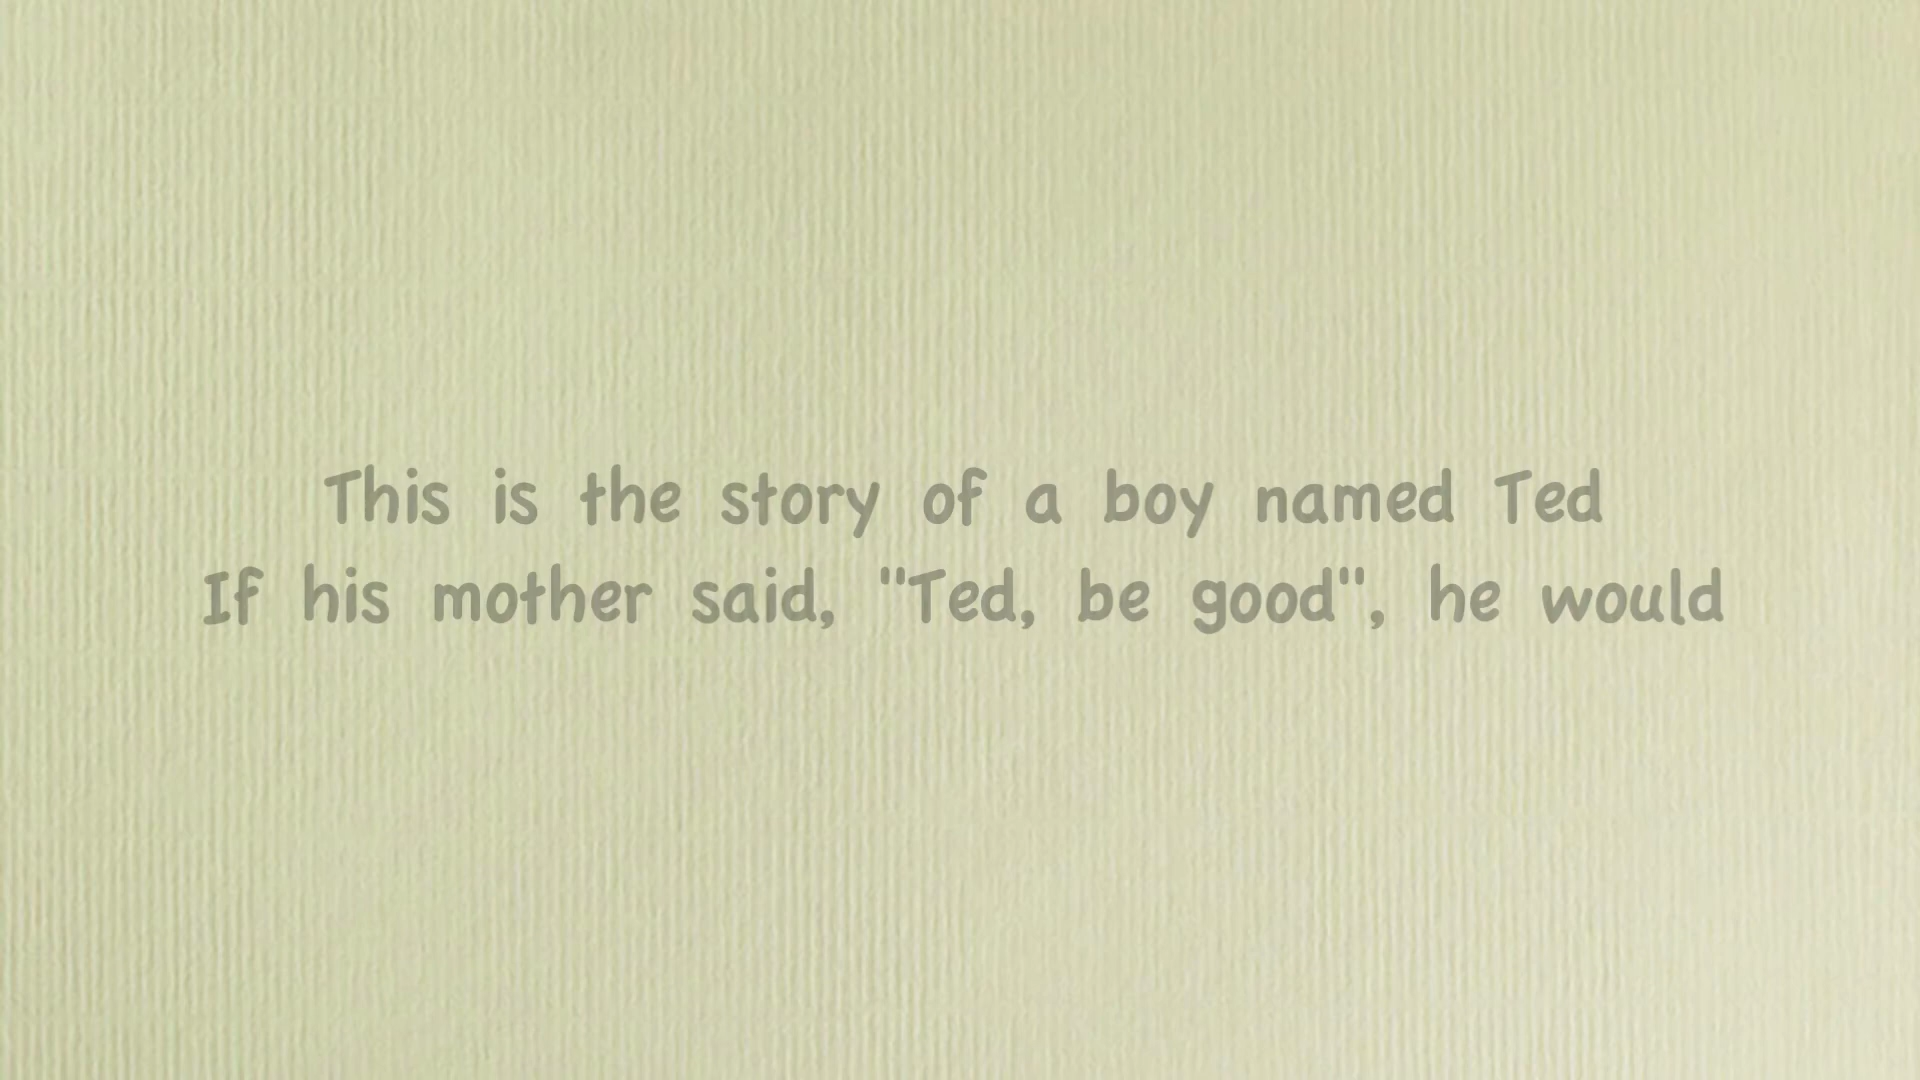 This is the story of a boy named Ted
If his mother said, "Ted, be good", he would